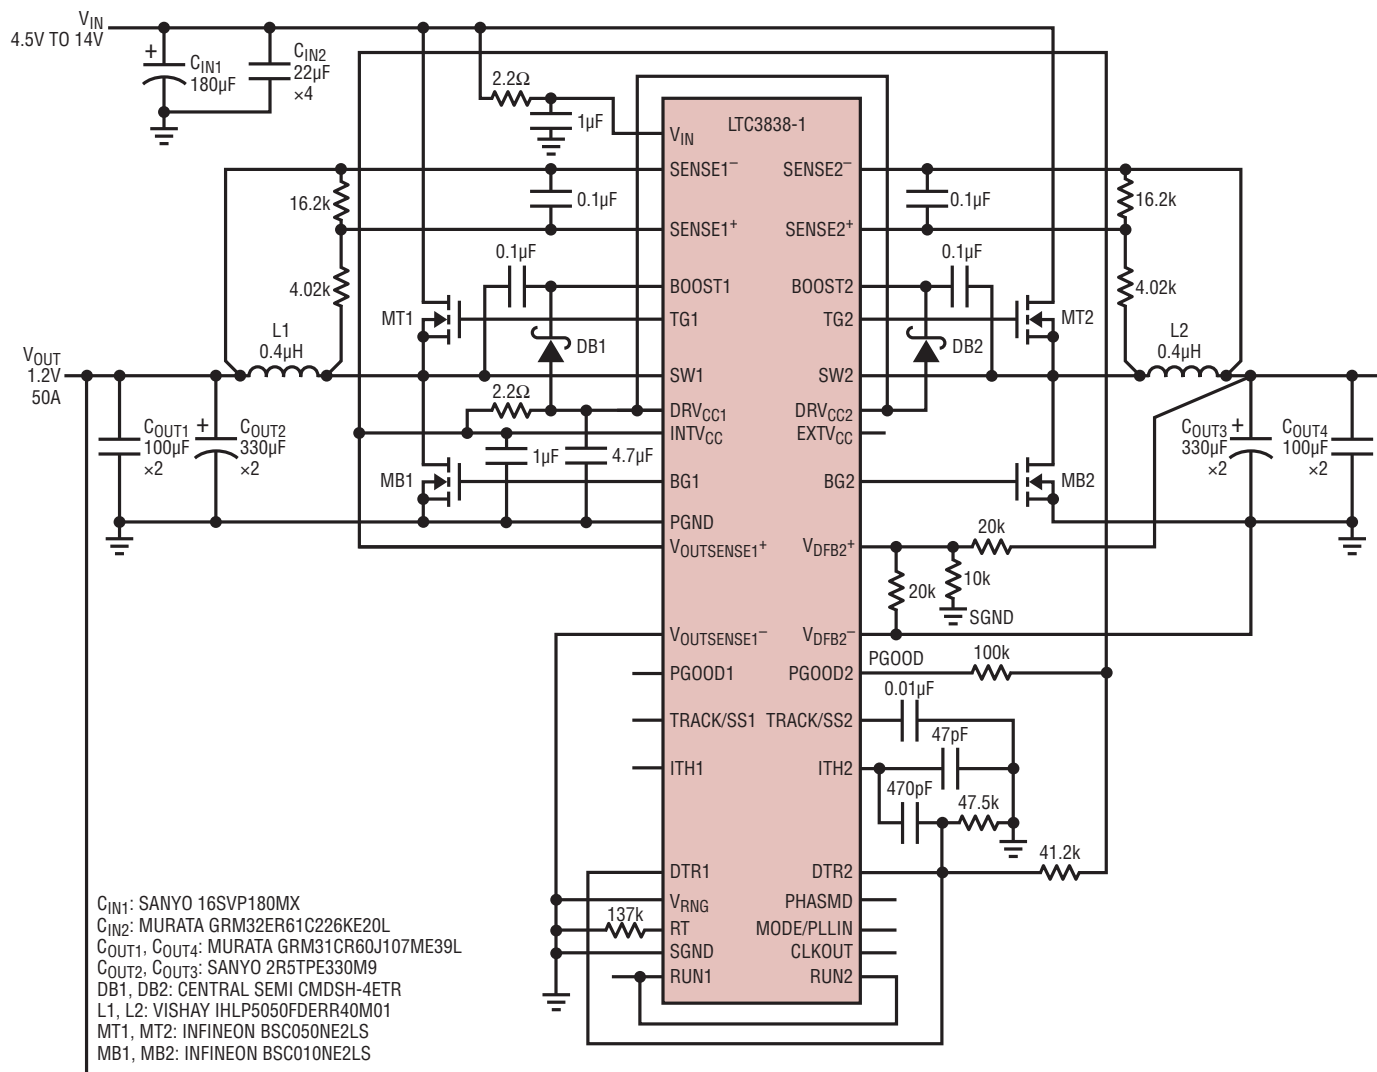 VIN
4.5V TO 14V
+
CIN1
180µF
CIN2
22µF
×4
2.2Ω
1µF
LTC3838-1
VIN
SENSE1–
SENSE2–
16.2k
0.1µF
0.1µF
16.2k
SENSE1+
SENSE2+
0.1µF
0.1µF
4.02k
BOOST1
BOOST2
4.02k
MT1
TG1
TG2
MT2
L1
0.4µH
DB1
DB2
L2
0.4µH
VOUT
1.2V
50A
SW1
SW2
2.2Ω
DRVCC1
DRVCC2
INTVCC
EXTVCC
COUT1
100µF
×2
+
COUT2
330µF
×2
1µF
4.7µF
COUT3
330µF
×2
+
COUT4
100µF
×2
MB1
BG1
BG2
MB2
PGND
20k
VOUTSENSE1+
VDFB2+
20k
10k
SGND
VOUTSENSE1–
VDFB2–
PGOOD
100k
PGOOD1
PGOOD2
0.01µF
TRACK/SS1
TRACK/SS2
47pF
ITH1
ITH2
470pF
47.5k
41.2k
DTR1
DTR2
VRNG
PHASMD
137k
RT
MODE/PLLIN
SGND
CLKOUT
RUN1
RUN2
CIN1: SANYO 16SVP180MX
CIN2: MURATA GRM32ER61C226KE20L
COUT1, COUT4: MURATA GRM31CR60J107ME39L
COUT2, COUT3: SANYO 2R5TPE330M9
DB1, DB2: CENTRAL SEMI CMDSH-4ETR
L1, L2: VISHAY IHLP5050FDERR40M01
MT1, MT2: INFINEON BSC050NE2LS
MB1, MB2: INFINEON BSC010NE2LS